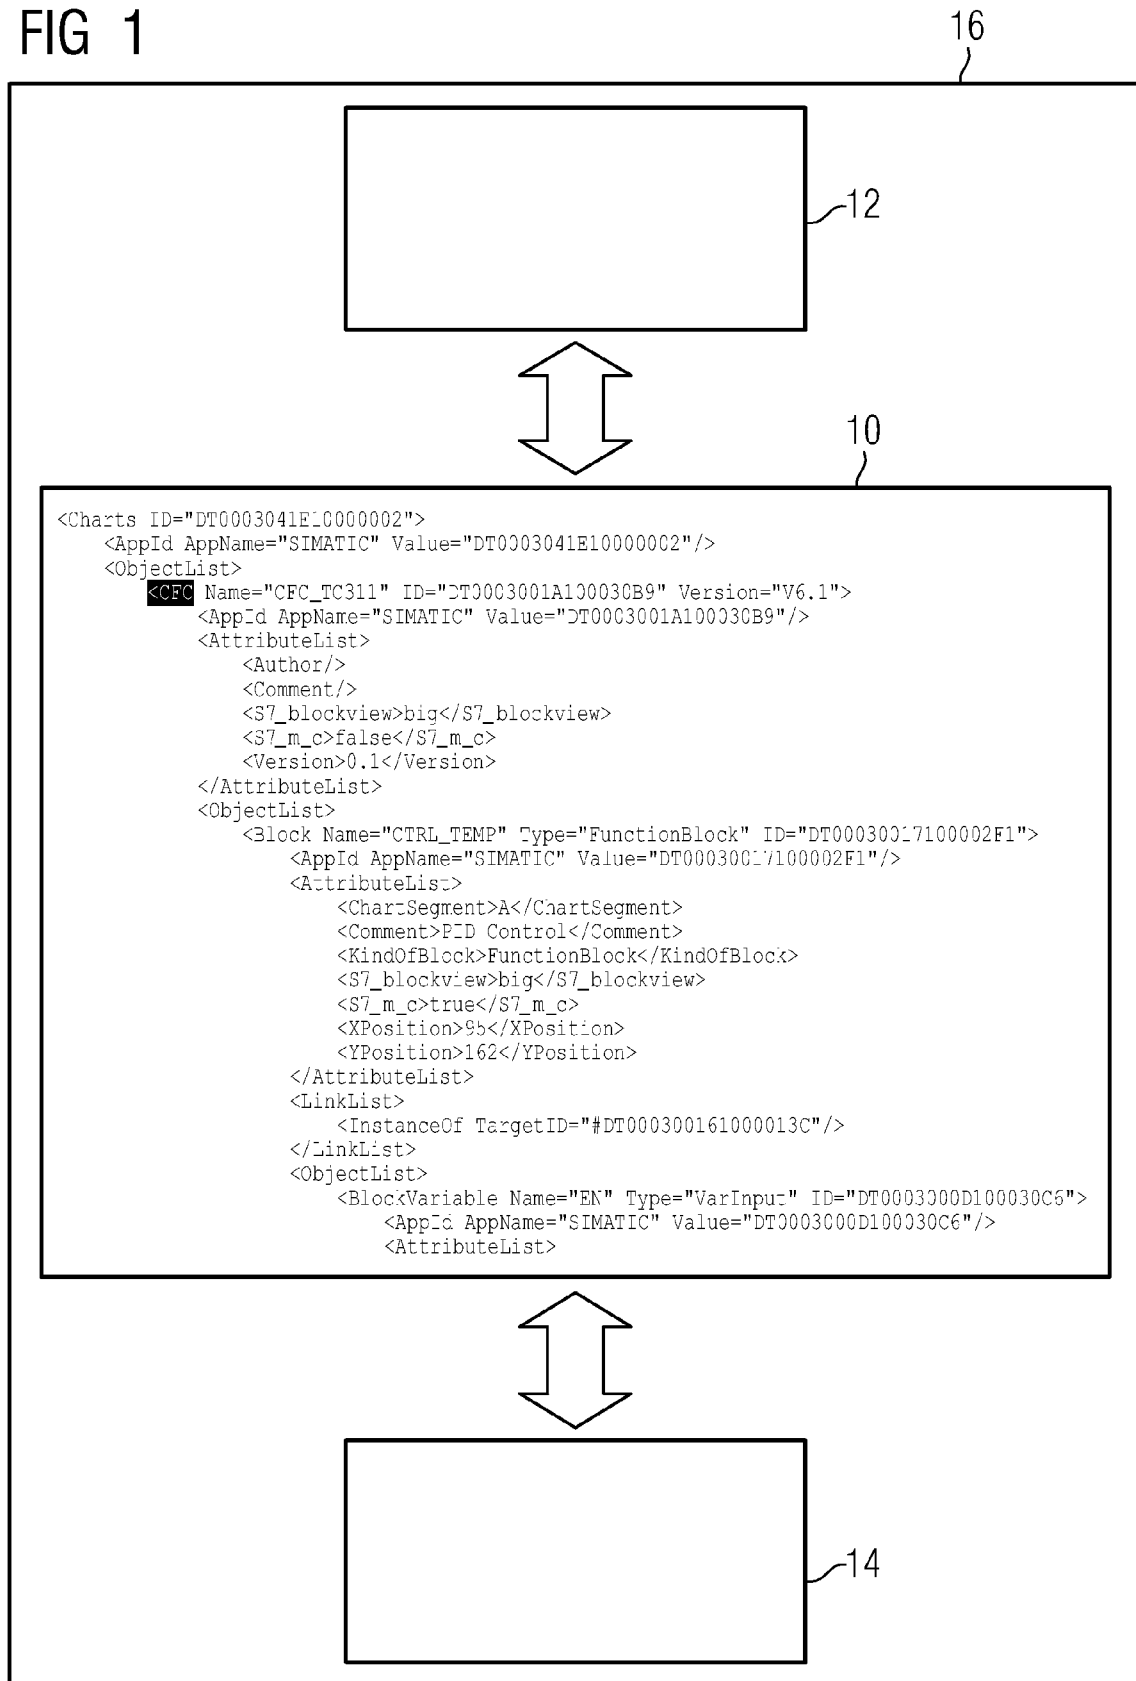 FIG 1
16
12
10
<Charts ID="DT0003041E10000002">
<AppId AppName="SIMATIC" Value="DT0003041E10000002"/>
<ObjectList>
<CFC Name="CFC_TC311" ID="DT0003001A100030B9" Version="V6.1">
<AppId AppName="SIMATIC" Value="DT0003001A100030B9"/>
<AttributeList>
<Author/>
<Comment/>
<S7_blockview>big</S7_blockview>
<S7_m_c>false</S7_m_c>
<Version>0.1</Version>
</AttributeList>
<ObjectList>
<Block Name="CTRL_TEMP" Type="FunctionBlock" ID="DT00030017100002F1">
<AppId AppName="SIMATIC" Value="DT00030017100002F1"/>
<AttributeList>
<ChartSegment>A</ChartSegment>
<Comment>PID Control</Comment>
<KindOfBlock>FunctionBlock</KindOfBlock>
<S7_blockview>big</S7_blockview>
<S7_m_c>true</S7_m_c>
<XPosition>95</XPosition>
<YPosition>162</YPosition>
</AttributeList>
<LinkList>
<InstanceOf TargetID="#DT000300161000013C"/>
</LinkList>
<ObjectList>
<BlockVariable Name="EN" Type="VarInput" ID="DT0003000D100030C6">
<AppId AppName="SIMATIC" Value="DT0003000D100030C6"/>
<AttributeList>
14